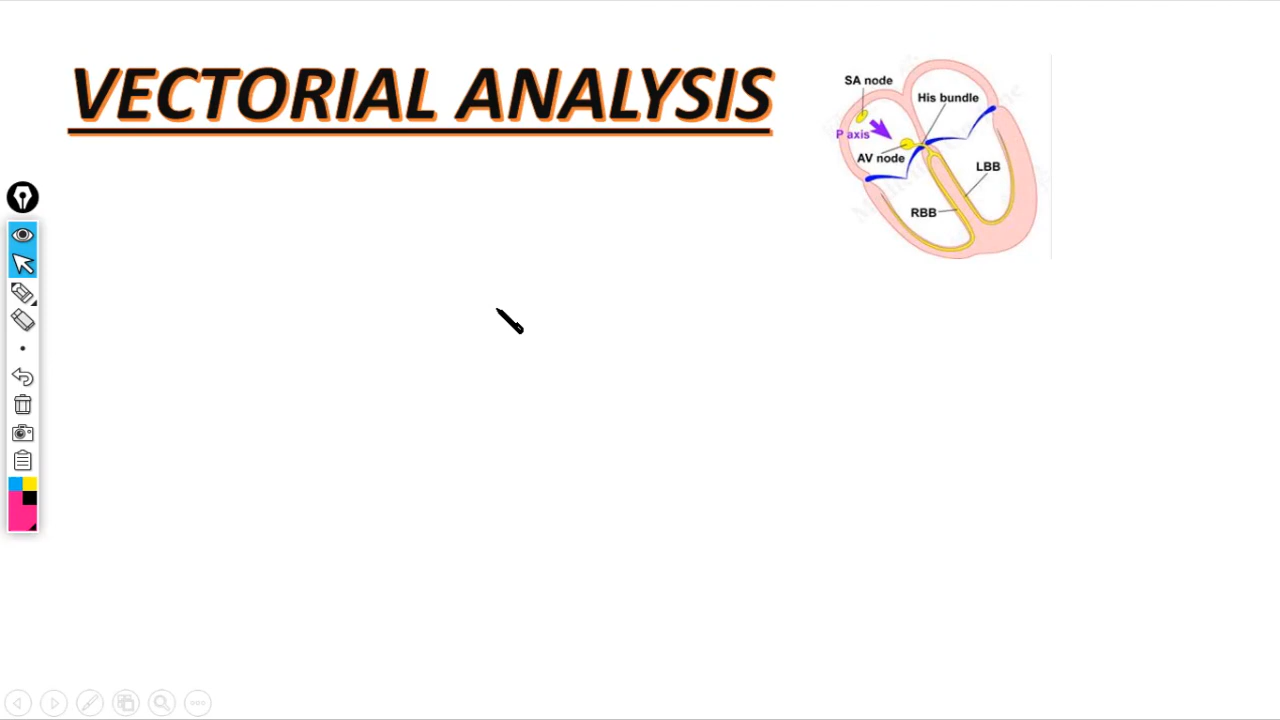 VECTORIAL ANALYSIS
SA node
His bundle
P axis
AV node
LBB
RBB